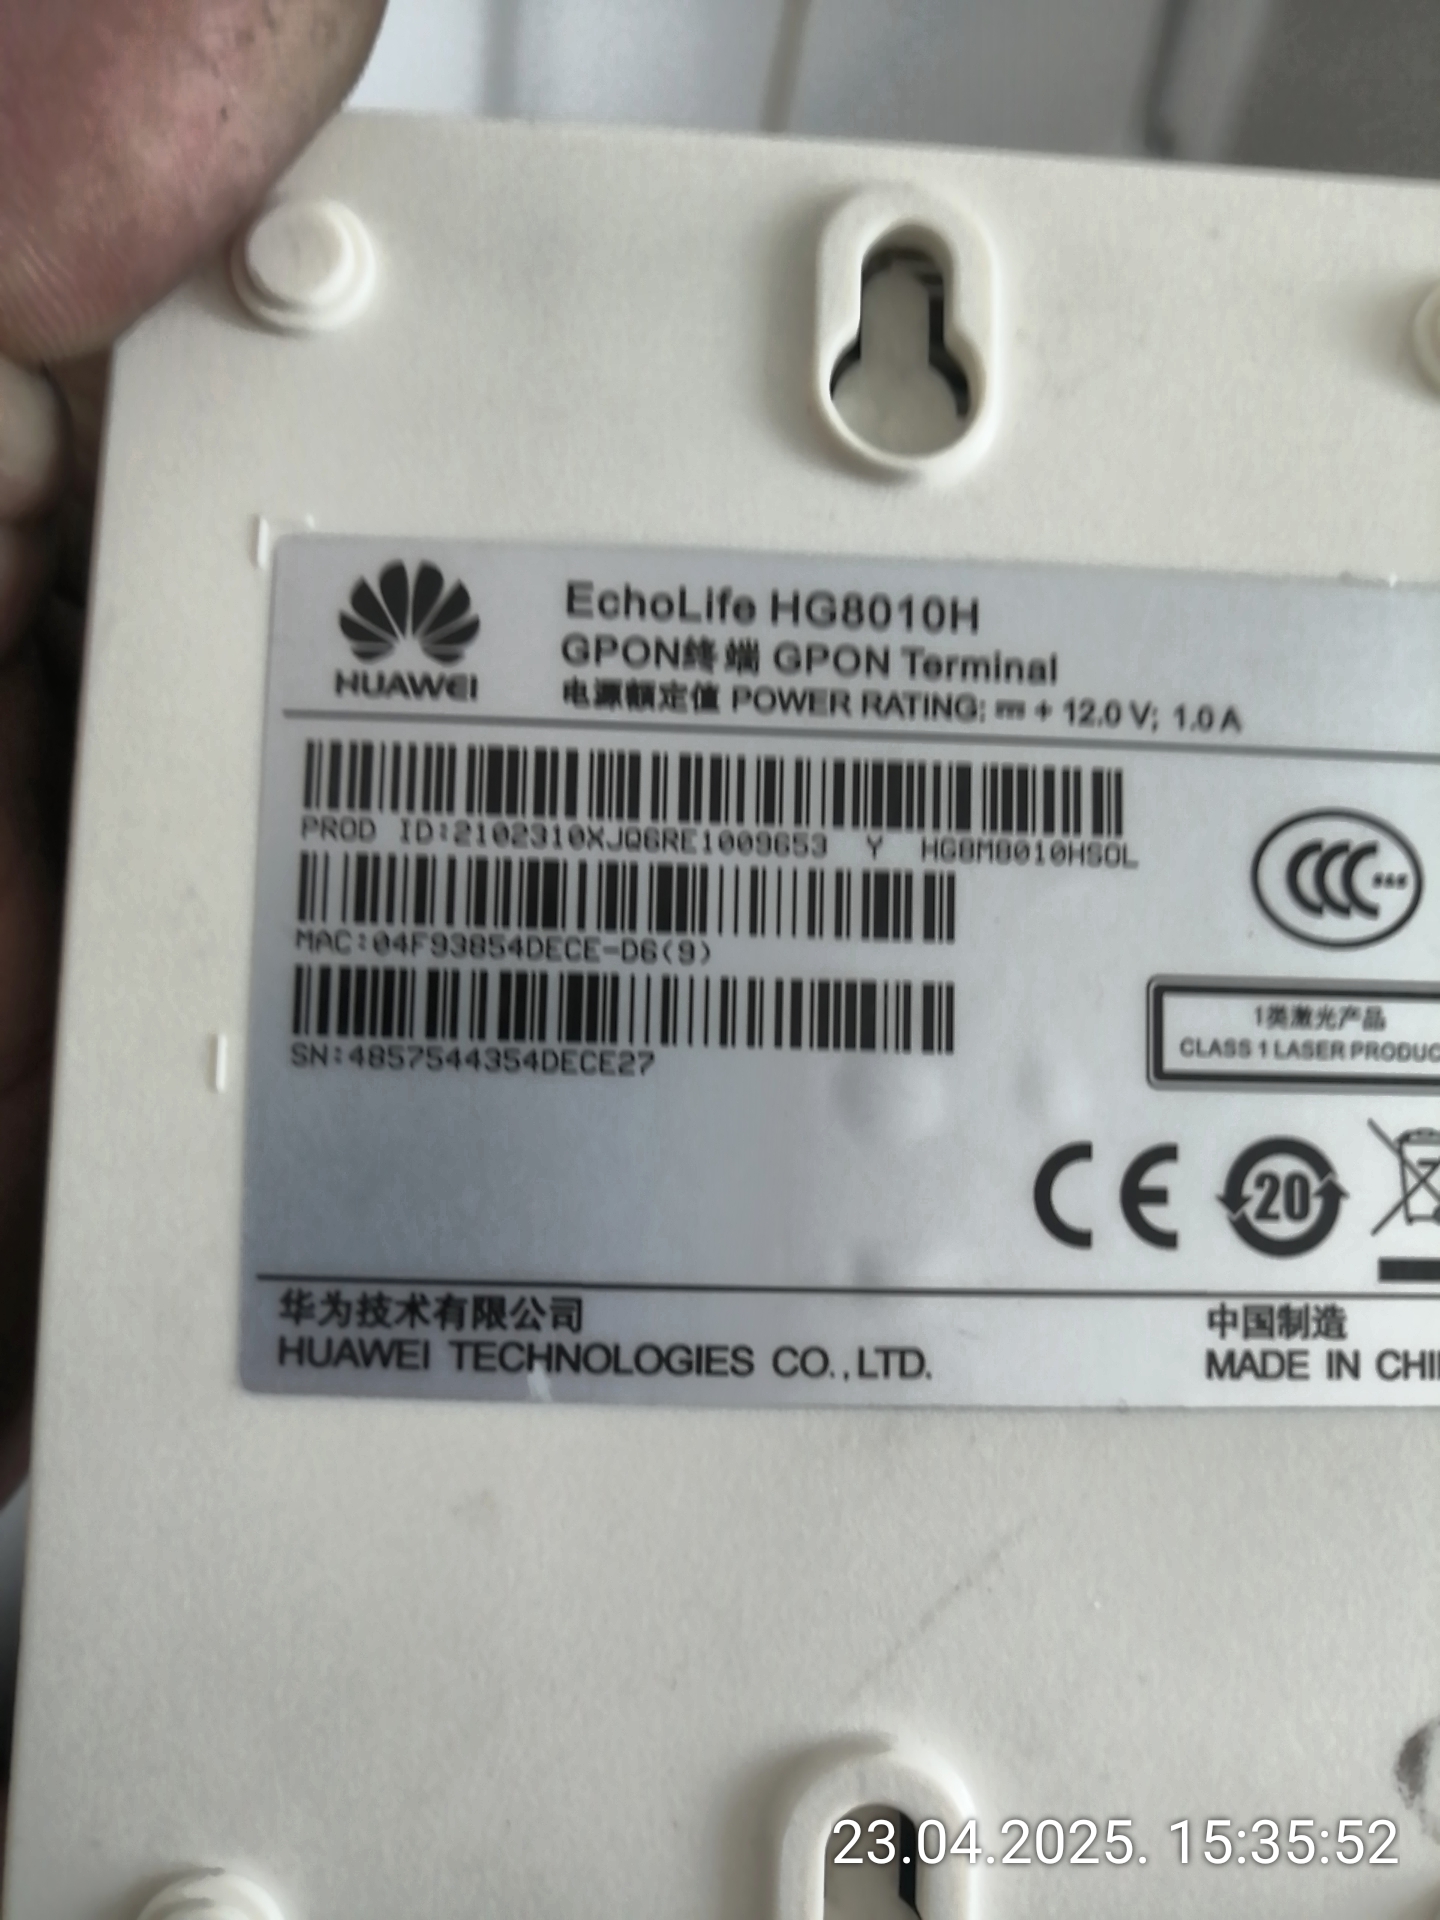 HUAWEI
EchoLife HG8010H
GPON终端 GPON Terminal
电源额定值 POWER RATING: ⎓ + 12.0 V; 1.0 A
PROD ID:2102310XJQ6RE1009653 Y HG8M8010HSOL
MAC:04F93854DECE-D6(9)
SN:4857544354DECE27
CCC
1类激光产品
CLASS 1 LASER PRODUC
CE
20
华为技术有限公司
HUAWEI TECHNOLOGIES CO.,LTD.
中国制造
MADE IN CHI
23.04.2025. 15:35:52